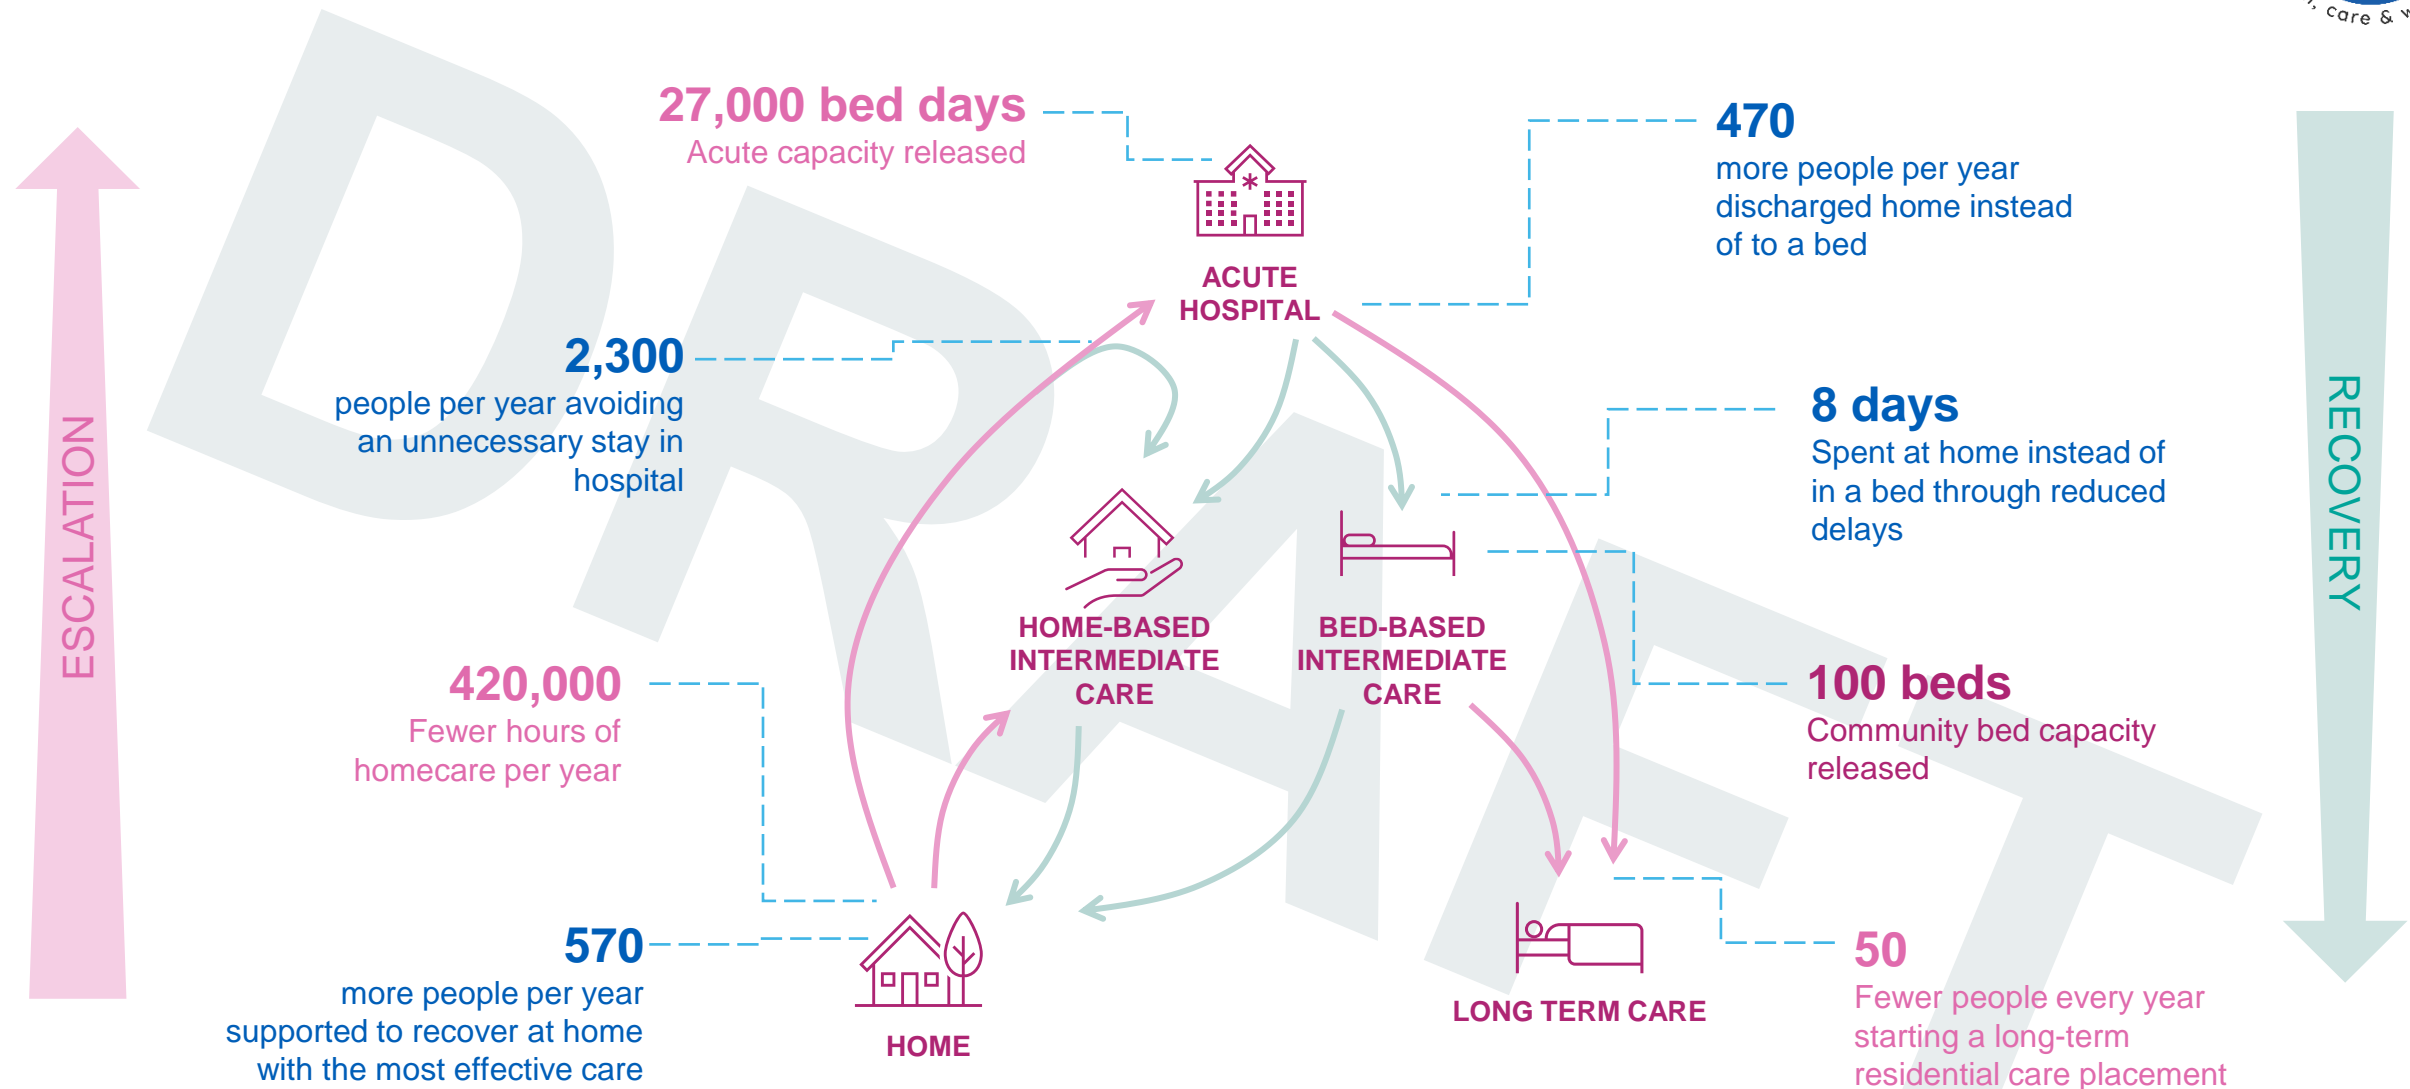 care &
27,000 bed days
Acute capacity released
470
more people per year
discharged home instead
of to a bed
ACUTE
HOSPITAL
2,300
people per year avoiding
an unnecessary stay in
hospital
8 days
Spent at home instead of
in a bed through reduced
delays
ESCALATION
RECOVERY
HOME-BASED
INTERMEDIATE
CARE
BED-BASED
INTERMEDIATE
CARE
420,000
Fewer hours of
homecare per year
100 beds
Community bed capacity
released
570
more people per year
supported to recover at home
with the most effective care
HOME
LONG TERM CARE
50
Fewer people every year
starting a long-term
residential care placement
DRAFT